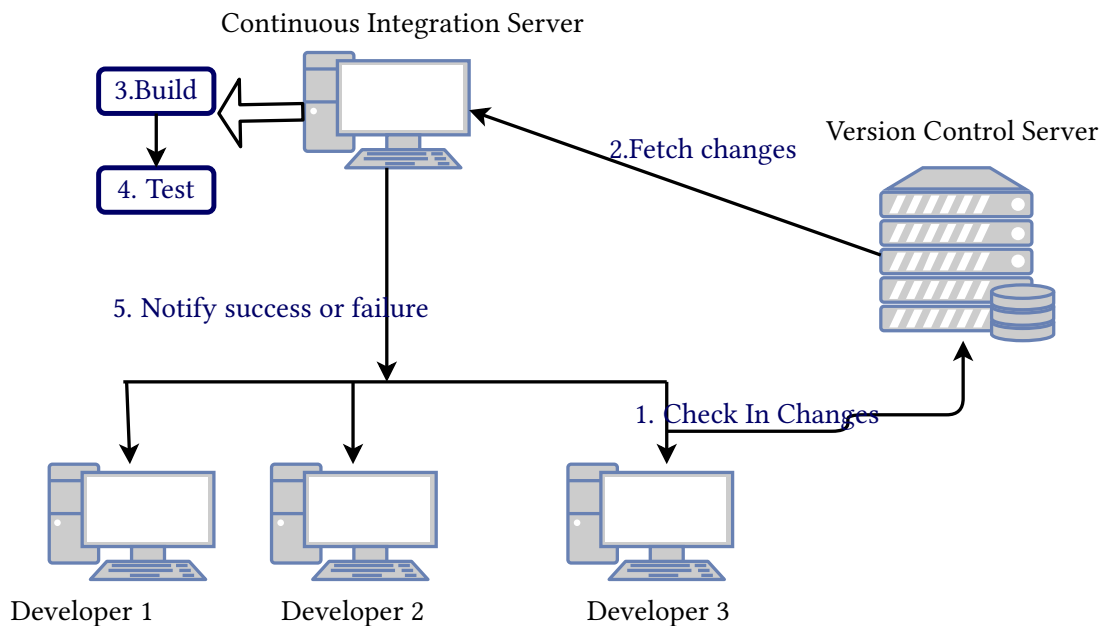 Continuous Integration Server
3.Build
Version Control Server
2.Fetch changes
4. Test
5. Notify success or failure
1. Check In Changes
Developer 1
Developer 2
Developer 3